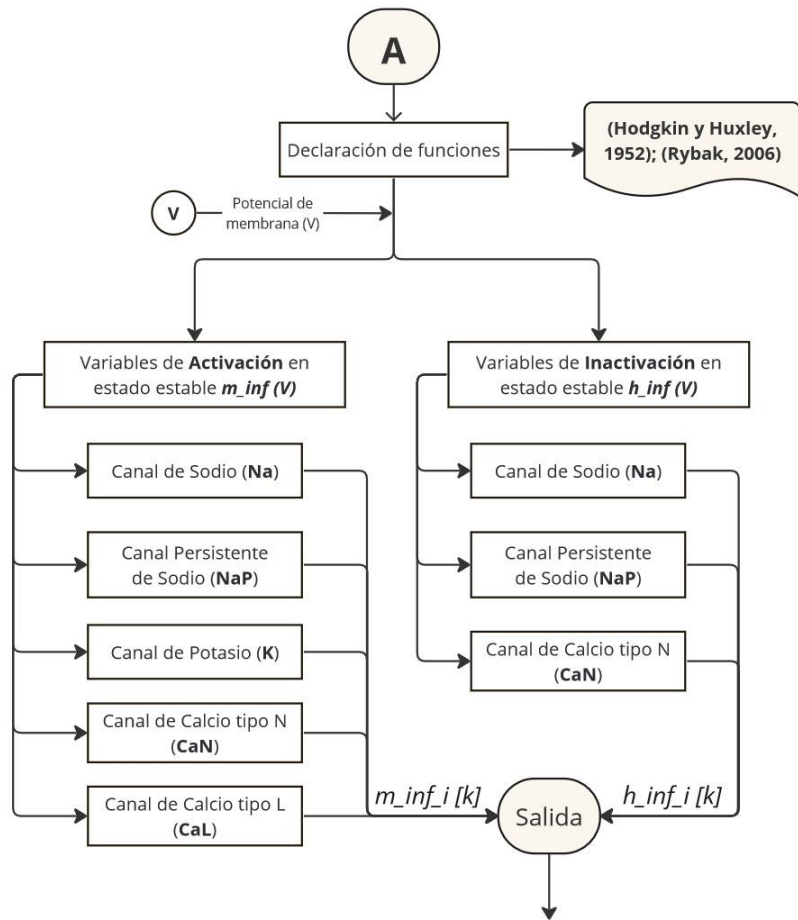 A
Declaración de funciones
(Hodgkin y Huxley,
1952); (Rybak, 2006)
V
Potencial de
membrana (V)
Variables de Activación en
estado estable m_inf (V)
Canal de Sodio (Na)
Canal Persistente
de Sodio (NaP)
Canal de Potasio (K)
Canal de Calcio tipo N
(CaN)
Canal de Calcio tipo L
(CaL)
Variables de Inactivación en
estado estable h_inf (V)
Canal de Sodio (Na)
Canal Persistente
de Sodio (NaP)
Canal de Calcio tipo N
(CaN)
m_inf_i [k]
Salida
h_inf_i [k]